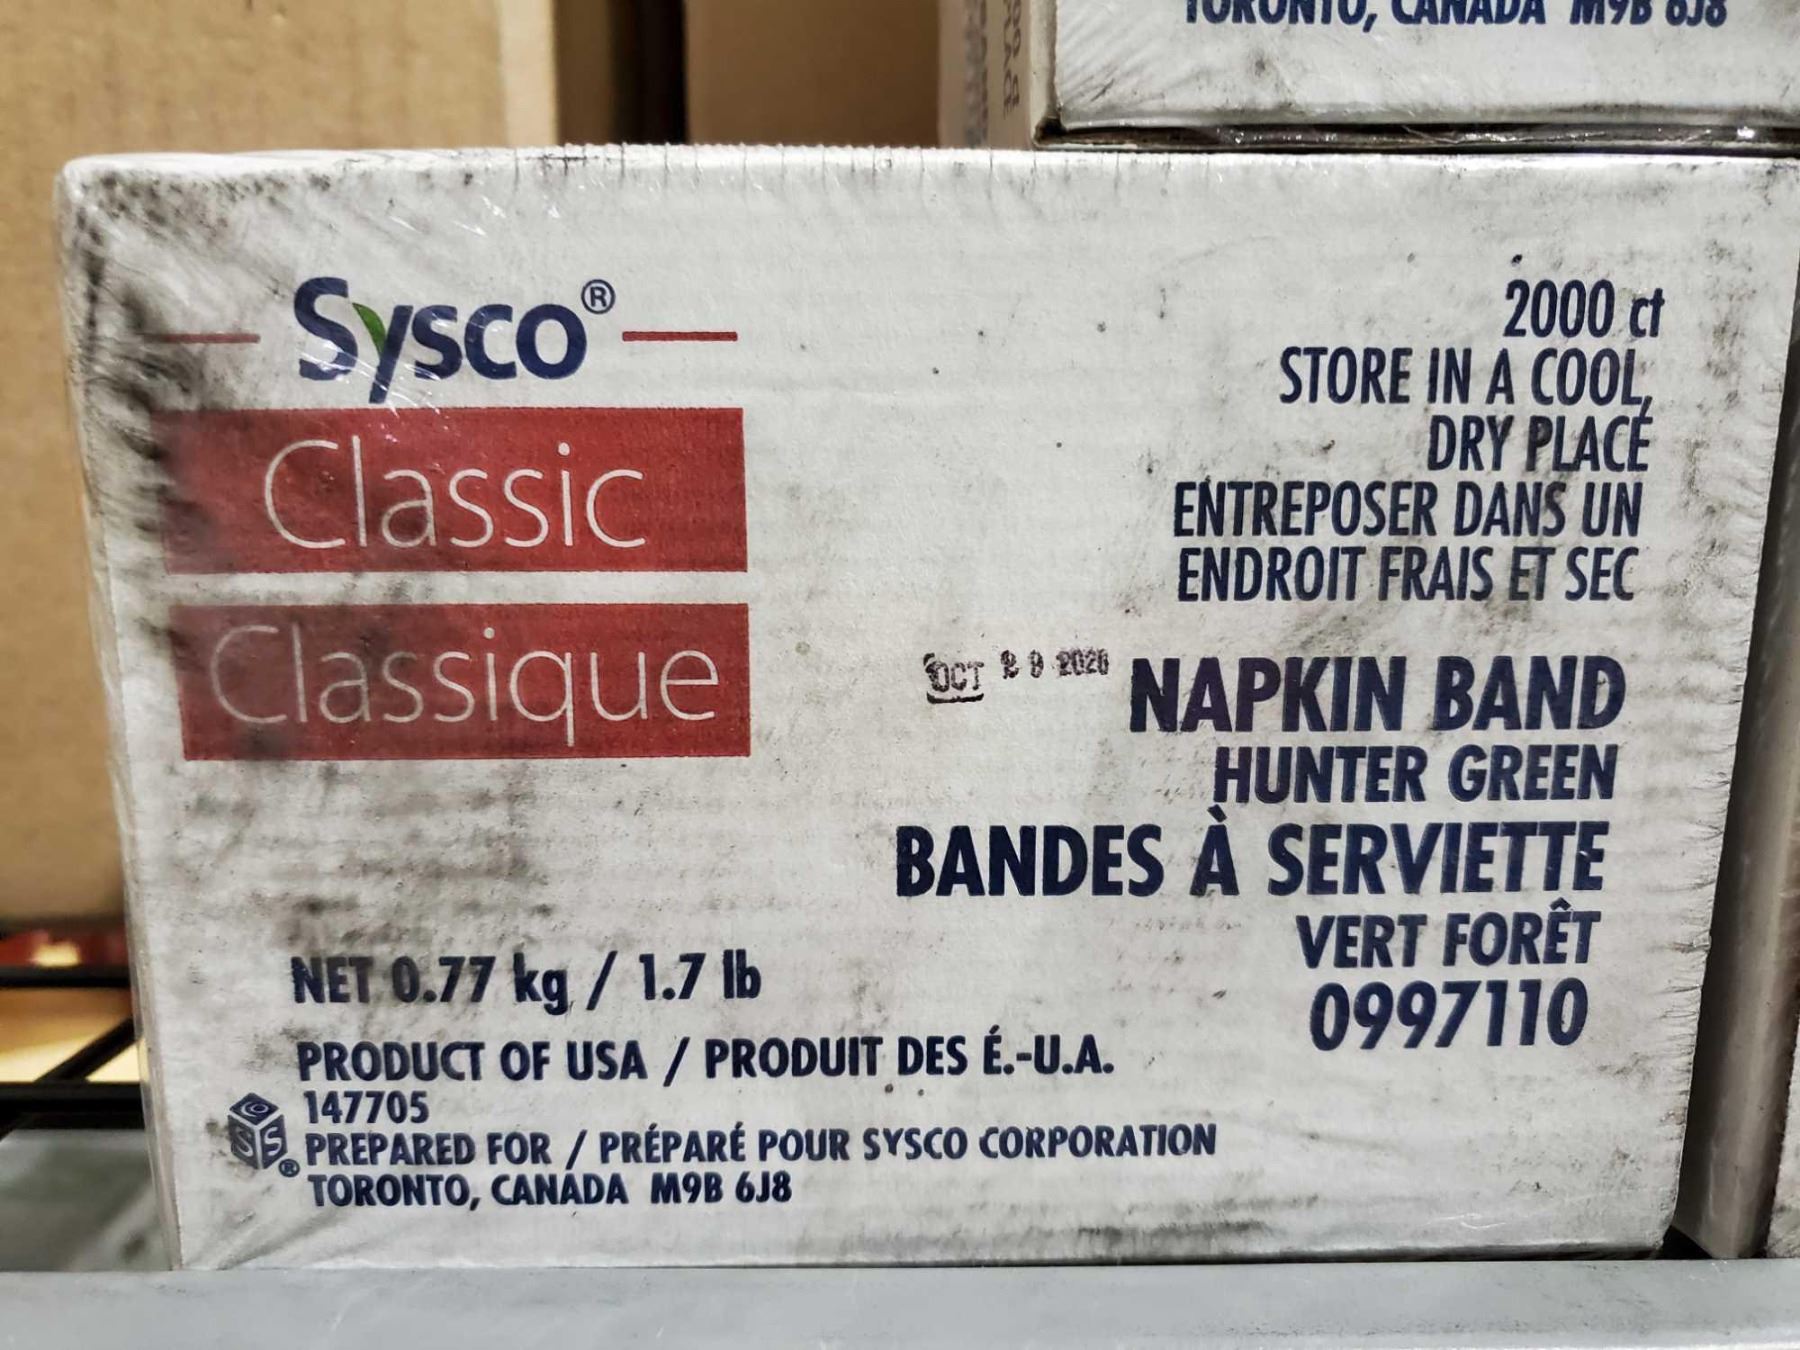 TORONTO, CANADA M9B 6J8
Sysco®
Classic
Classique
2000 ct
STORE IN A COOL,
DRY PLACE
ENTREPOSER DANS UN
ENDROIT FRAIS ET SEC
OCT 2020
NAPKIN BAND
HUNTER GREEN
BANDES À SERVIETTE
VERT FORÊT
0997110
NET 0.77 kg / 1.7 lb
PRODUCT OF USA / PRODUIT DES É.-U.A.
147705
PREPARED FOR / PRÉPARÉ POUR SYSCO CORPORATION
TORONTO, CANADA M9B 6J8